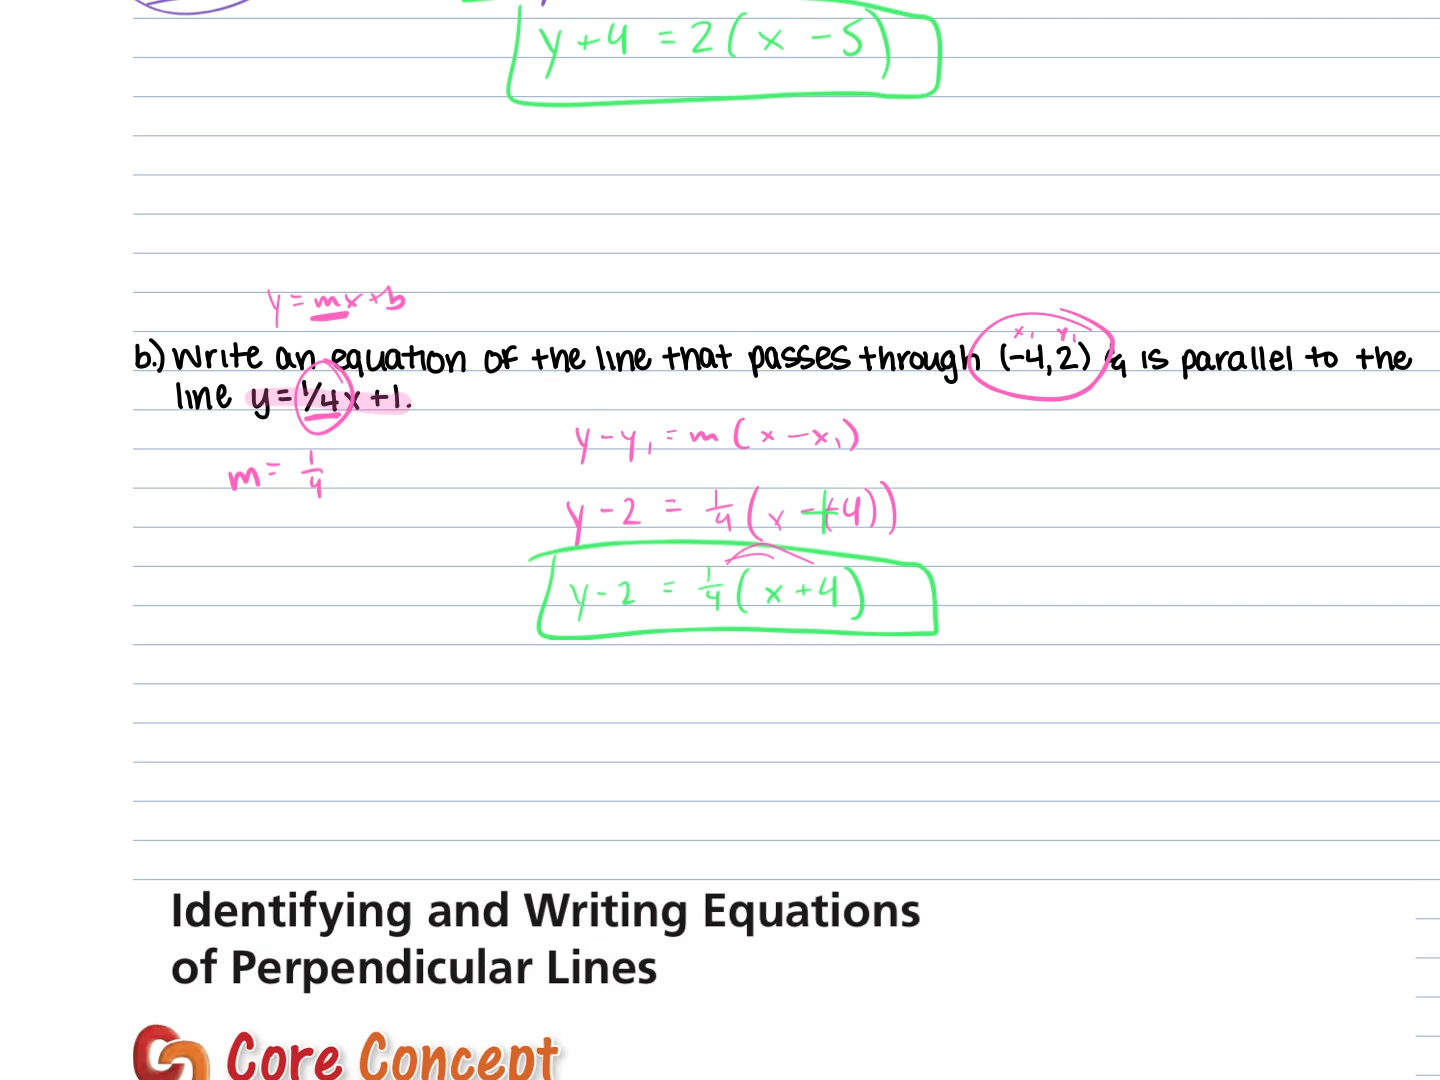 y + 4 = 2(x - 5)
y = mx + b
x₁ y₁
b.) Write an equation of the line that passes through (-4,2) & is parallel to the
line y = 1/4x + 1.
y - y₁ = m(x - x₁)
m = 1/4
y - 2 = 1/4(x - (-4))
y - 2 = 1/4(x + 4)
Identifying and Writing Equations
of Perpendicular Lines
Core Concept